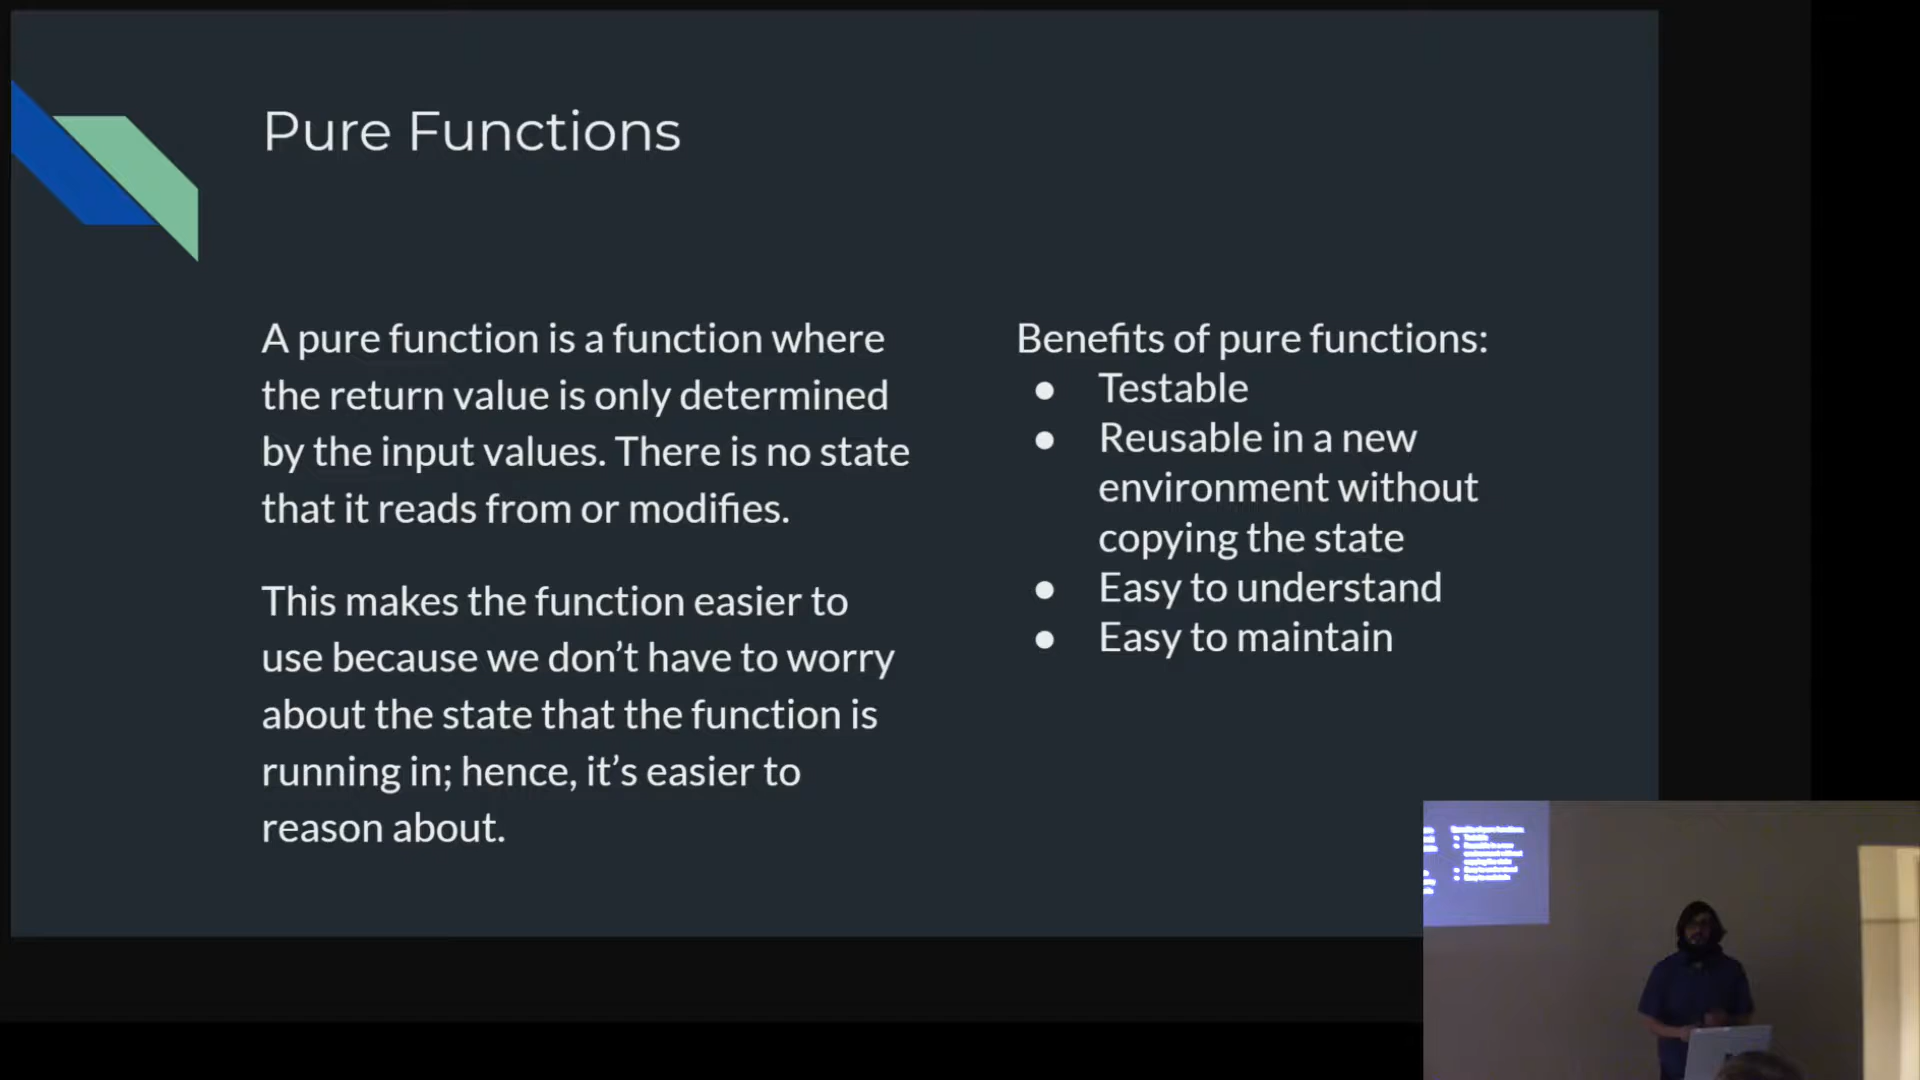 Pure Functions
A pure function is a function where
the return value is only determined
by the input values. There is no state
that it reads from or modifies.
This makes the function easier to
use because we don’t have to worry
about the state that the function is
running in; hence, it’s easier to
reason about.
Benefits of pure functions:
● Testable
● Reusable in a new
environment without
copying the state
● Easy to understand
● Easy to maintain